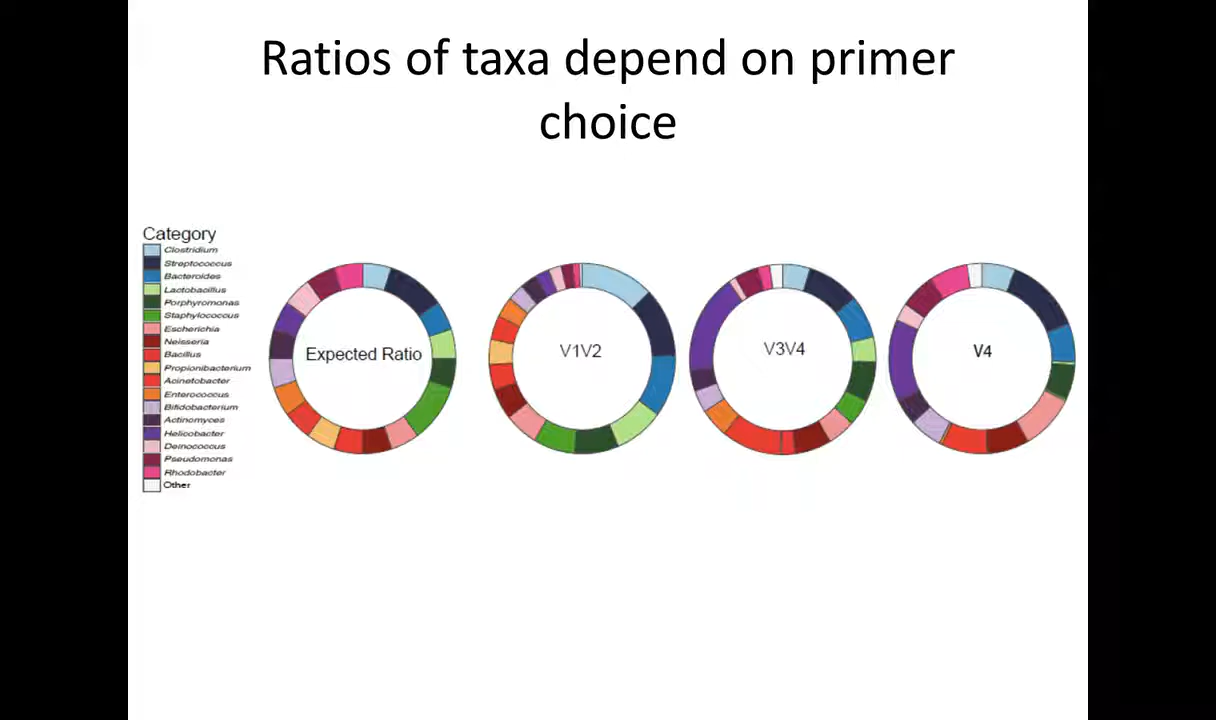 Ratios of taxa depend on primer
choice
Category
Clostridium
Streptococcus
Bacteroides
Lactobacillus
Porphyromonas
Staphylococcus
Escherichia
Neisseria
Bacillus
Propionibacterium
Acinetobacter
Enterococcus
Bifidobacterium
Actinomyces
Helicobacter
Deinococcus
Pseudomonas
Rhodobacter
Other
Expected Ratio
V1V2
V3V4
V4